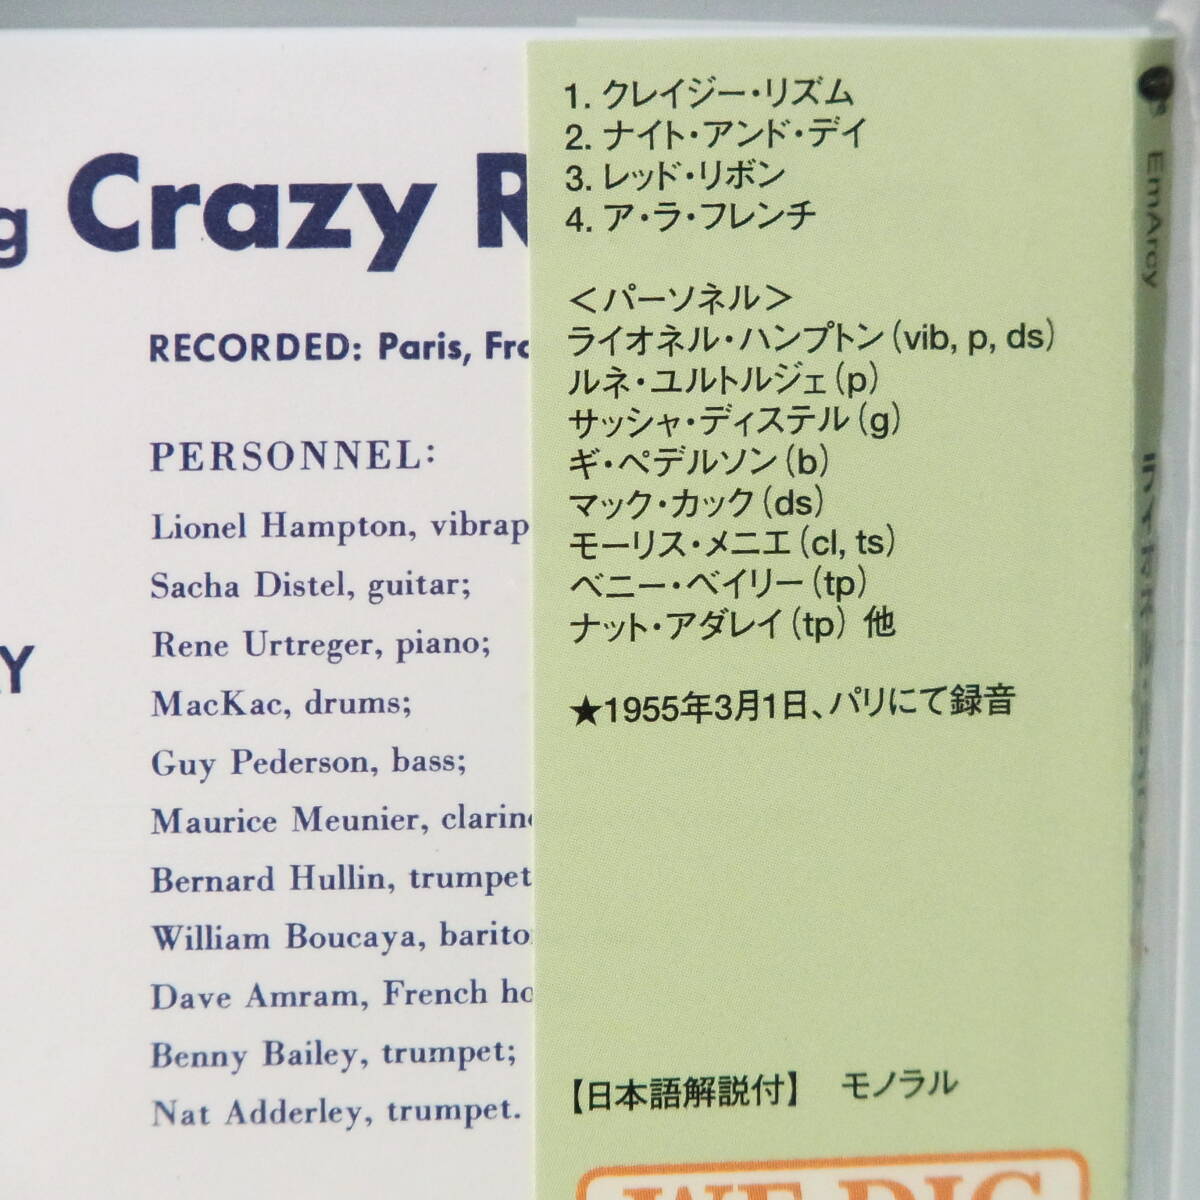 g Crazy R
RECORDED: Paris, Fr
PERSONNEL:
Lionel Hampton, vibrap
Sacha Distel, guitar;
Rene Urtreger, piano;
MacKac, drums;
Guy Pederson, bass;
Maurice Meunier, clarin
Bernard Hullin, trumpet
William Boucaya, barito
Dave Amram, French ho
Benny Bailey, trumpet;
Nat Adderley, trumpet.
Y
1. クレイジー・リズム
2. ナイト・アンド・デイ
3. レッド・リボン
4. ア・ラ・フレンチ
＜パーソネル＞
ライオネル・ハンプトン(vib, p, ds)
ルネ・ユルトルジェ(p)
サッシャ・ディステル(g)
ギ・ペデルソン(b)
マック・カック(ds)
モーリス・メニエ(cl, ts)
ベニー・ベイリー(tp)
ナット・アダレイ(tp) 他
★1955年3月1日、パリにて録音
【日本語解説付】 モノラル
WE DIG
EmArcy